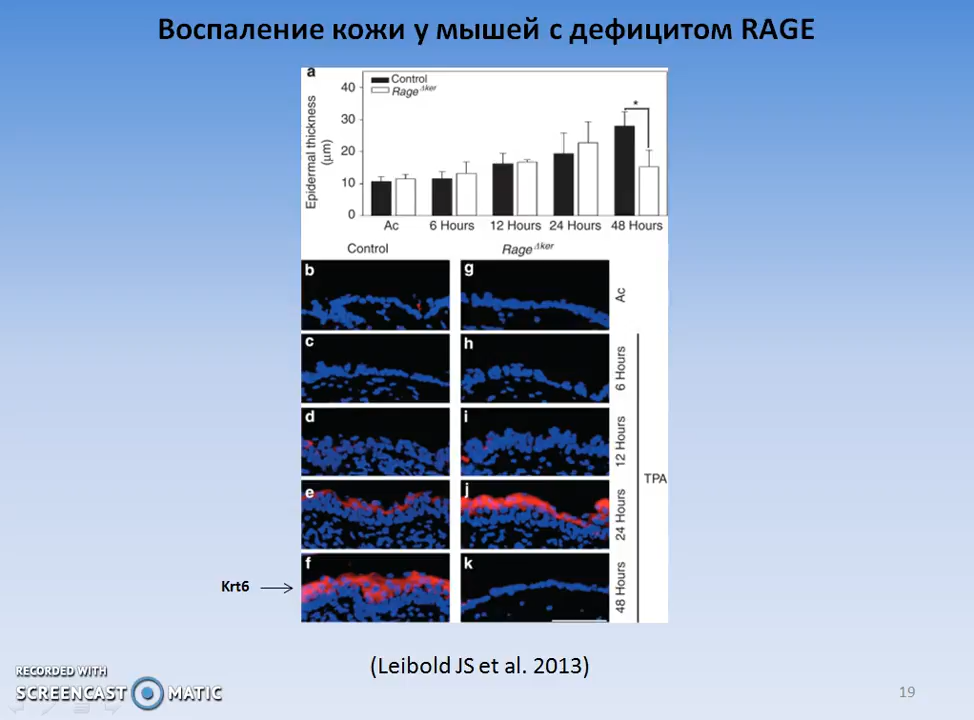 Воспаление кожи у мышей с дефицитом RAGE
a
Control
Rage Δker
Epidermal thickness
(µm)
40
30
20
10
0
*
Ac
6 Hours
12 Hours
24 Hours
48 Hours
Control
Rage Δker
b
g
Ac
c
h
6 Hours
d
i
12 Hours
TPA
e
j
24 Hours
f
k
48 Hours
Krt6
(Leibold JS et al. 2013)
RECORDED WITH
SCREENCAST MATIC
19